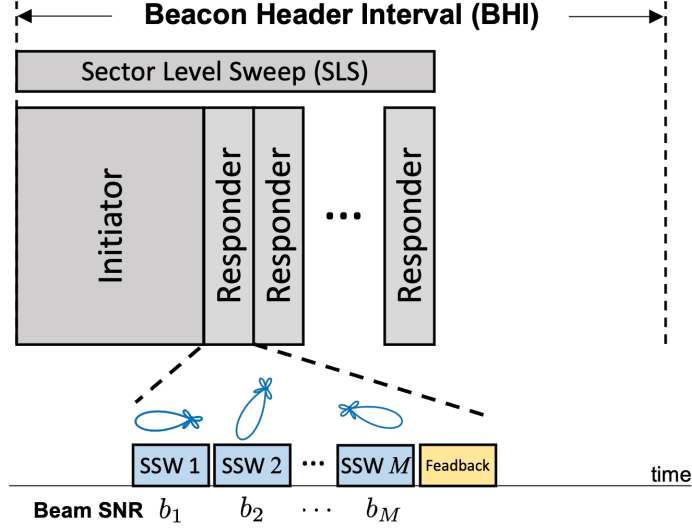 Beacon Header Interval (BHI)
Sector Level Sweep (SLS)
Initiator
Responder
Responder
...
Responder
SSW 1
SSW 2
...
SSW M
Feadback
time
Beam SNR b₁ b₂ ⋯ b_M